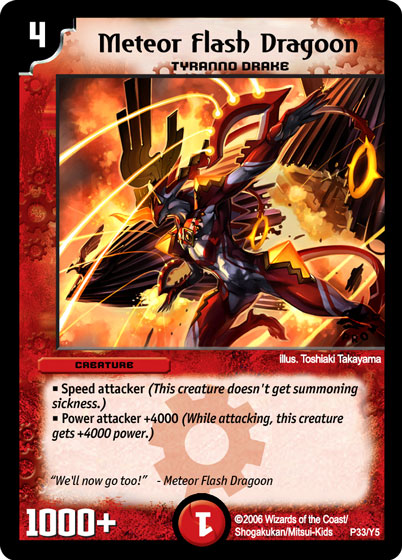 4
Meteor Flash Dragoon
TYRANNO DRAKE
illus. Toshiaki Takayama
CREATURE
▪ Speed attacker (This creature doesn't get summoning
sickness.)
▪ Power attacker +4000 (While attacking, this creature
gets +4000 power.)
"We'll now go too!" - Meteor Flash Dragoon
1000+
1
©2006 Wizards of the Coast/
Shogakukan/Mitsui-Kids
P33/Y5